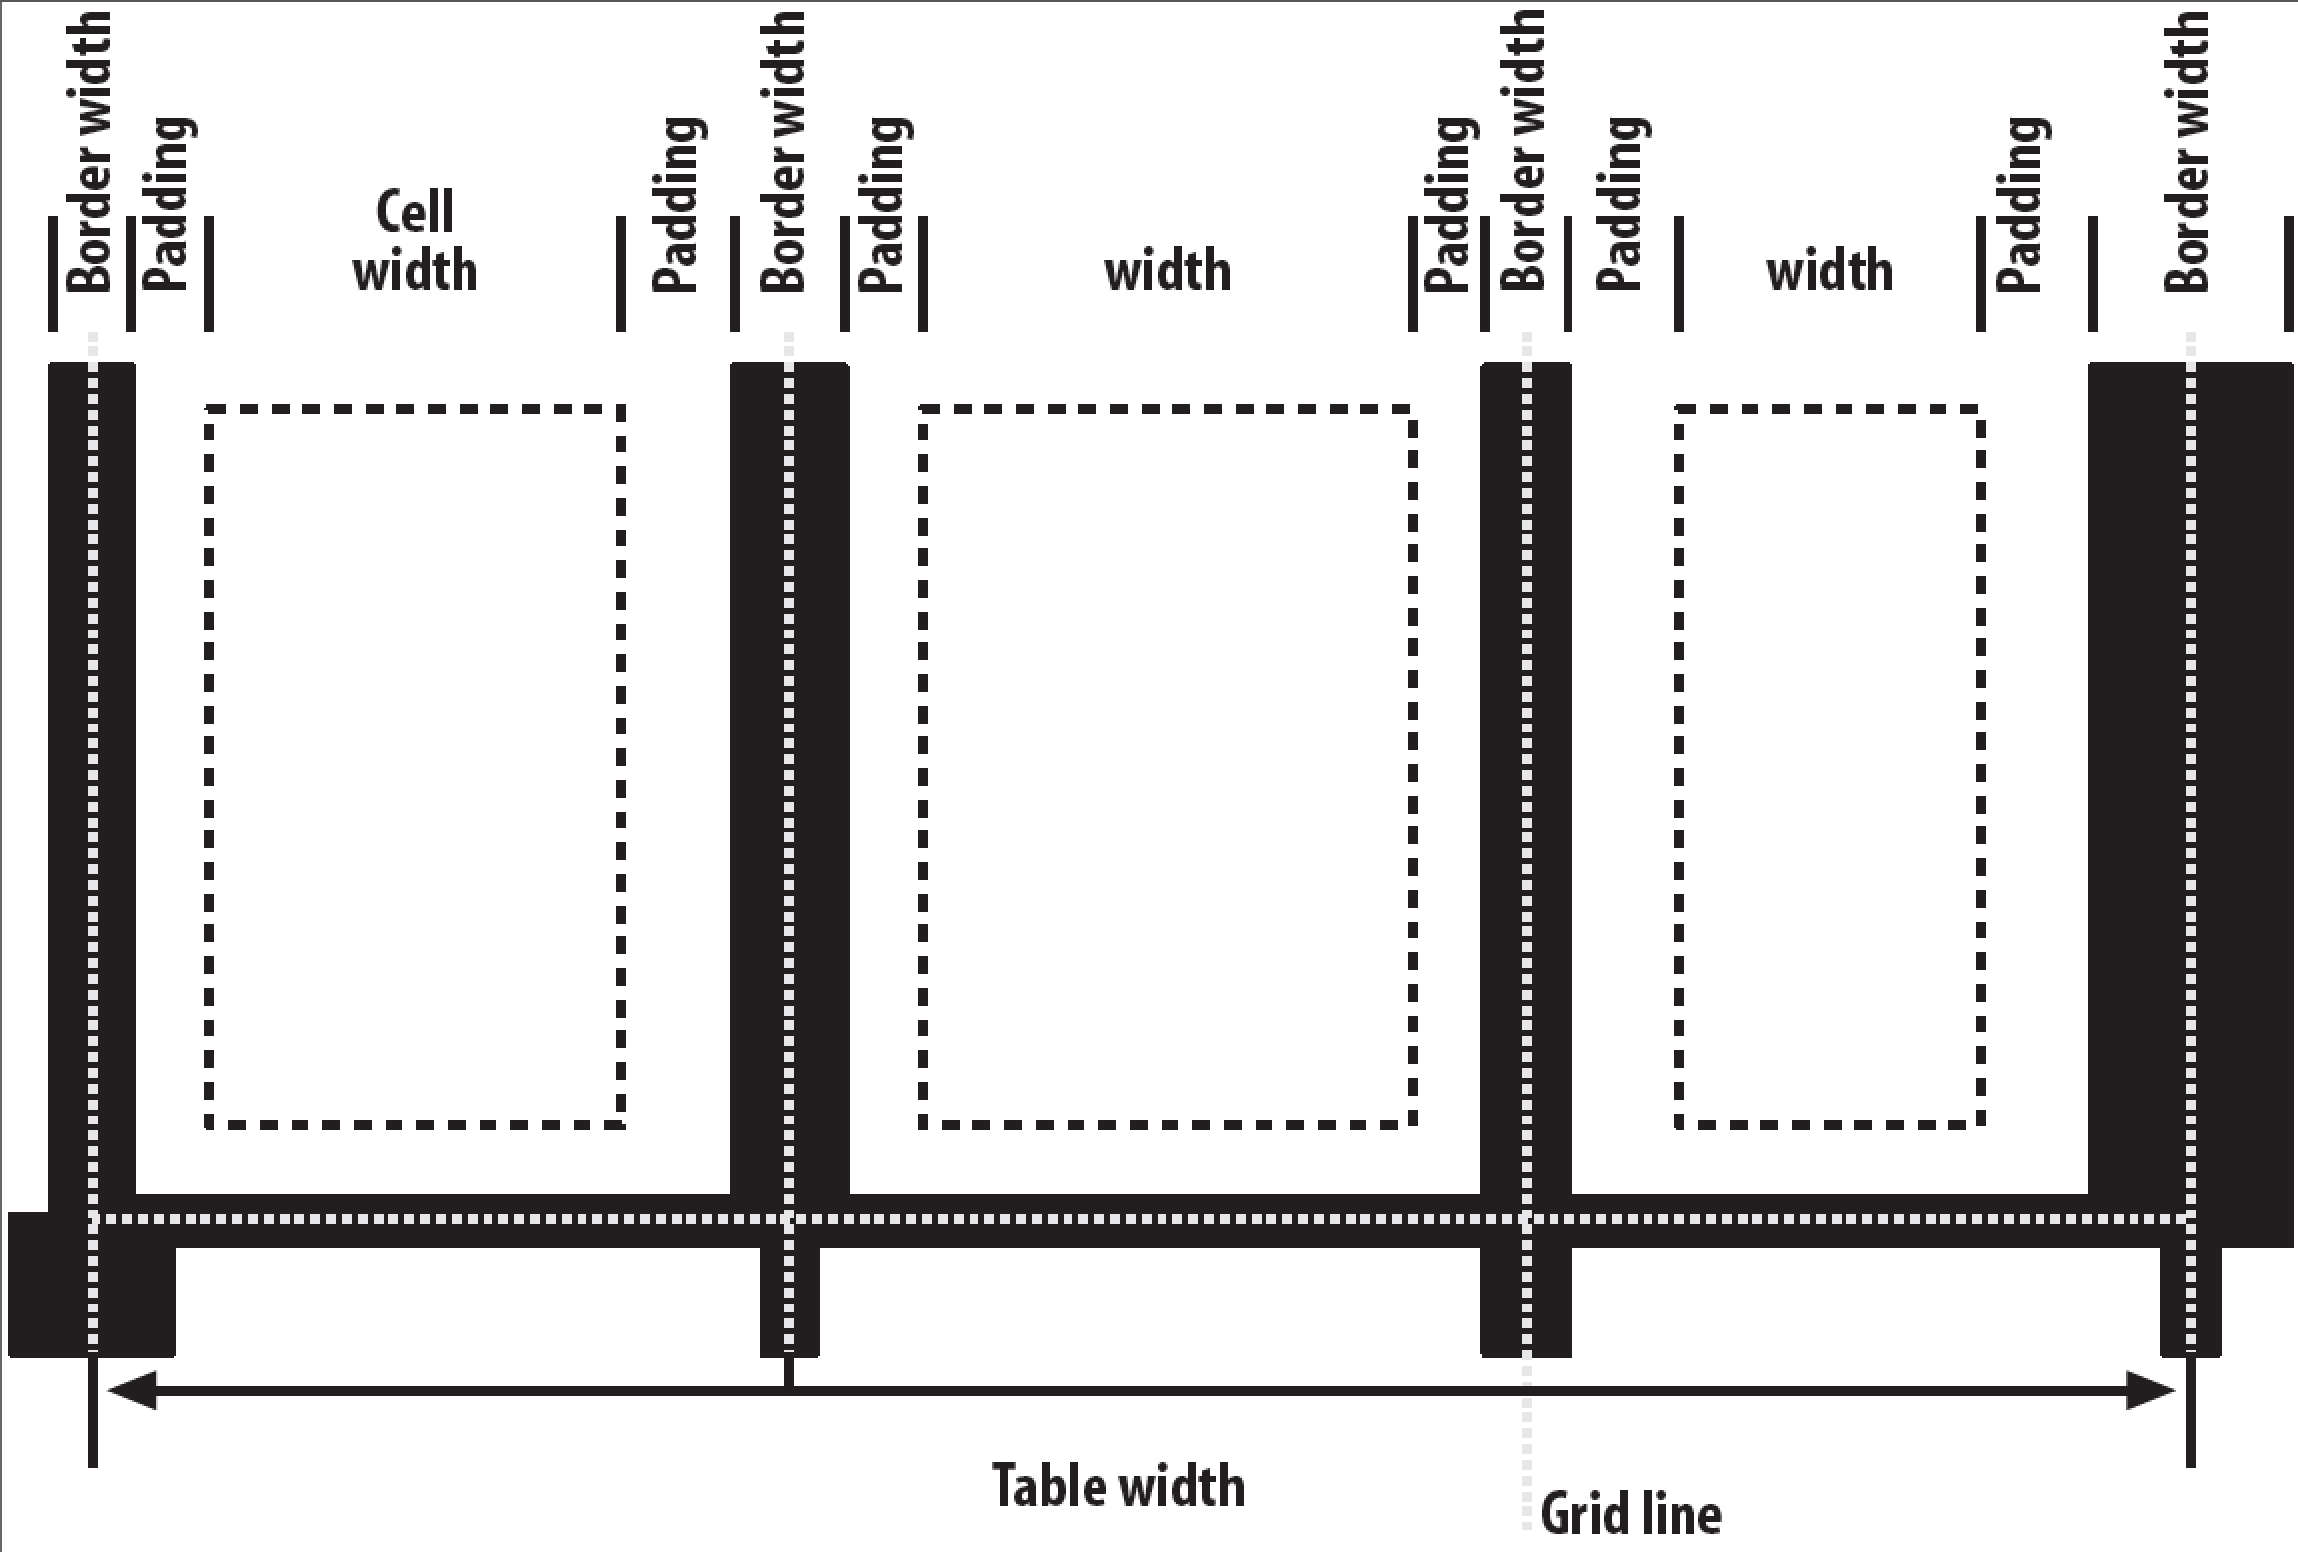 Border width
Padding
Cell
width
Padding
Border width
Padding
width
Padding
Border width
Padding
width
Padding
Border width
Table width
Grid line